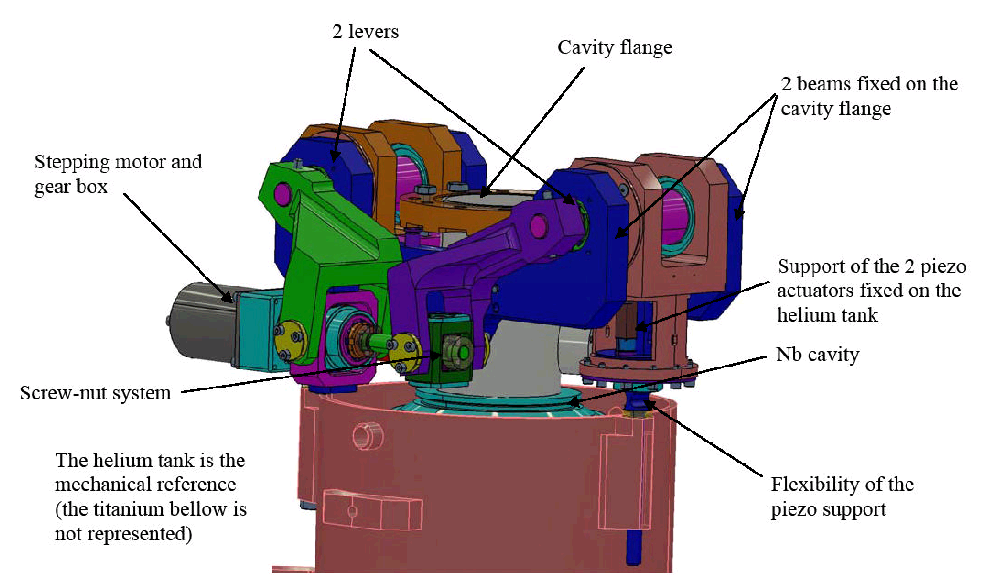 2 levers
Cavity flange
2 beams fixed on the
cavity flange
Stepping motor and
gear box
Support of the 2 piezo
actuators fixed on the
helium tank
Nb cavity
Screw-nut system
The helium tank is the
mechanical reference
(the titanium bellow is
not represented)
Flexibility of the
piezo support